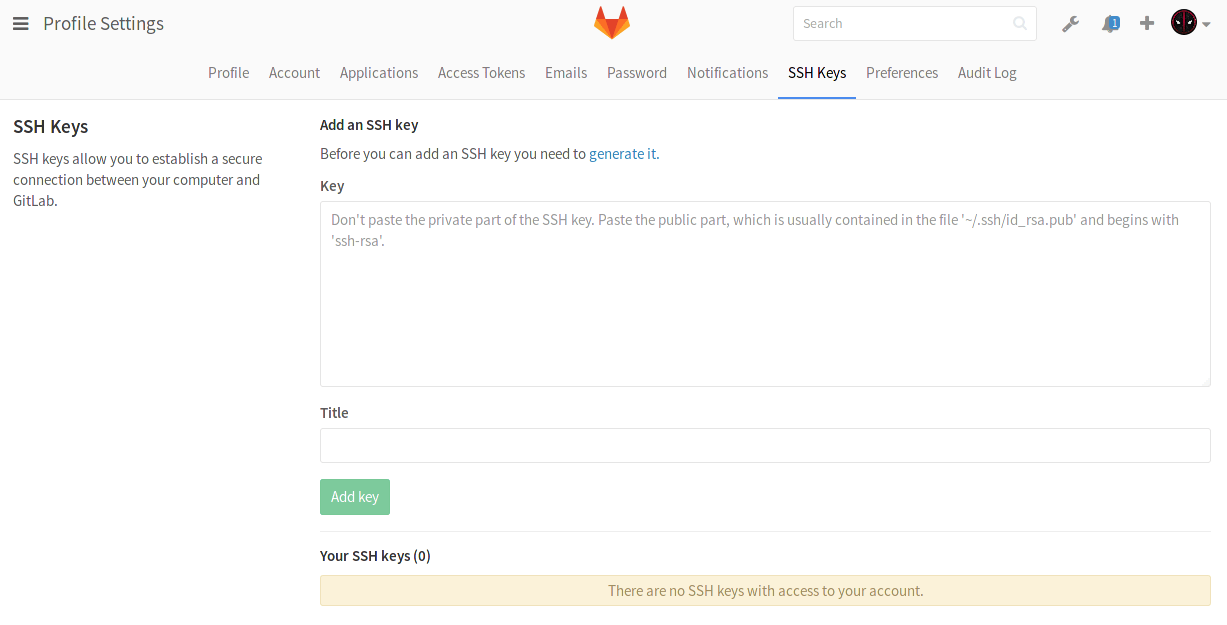 Profile Settings
Search
1
Profile Account Applications Access Tokens Emails Password Notifications SSH Keys Preferences Audit Log
SSH Keys
SSH keys allow you to establish a secure
connection between your computer and
GitLab.
Add an SSH key
Before you can add an SSH key you need to generate it.
Key
Don't paste the private part of the SSH key. Paste the public part, which is usually contained in the file '~/.ssh/id_rsa.pub' and begins with
'ssh-rsa'.
Title
Add key
Your SSH keys (0)
There are no SSH keys with access to your account.